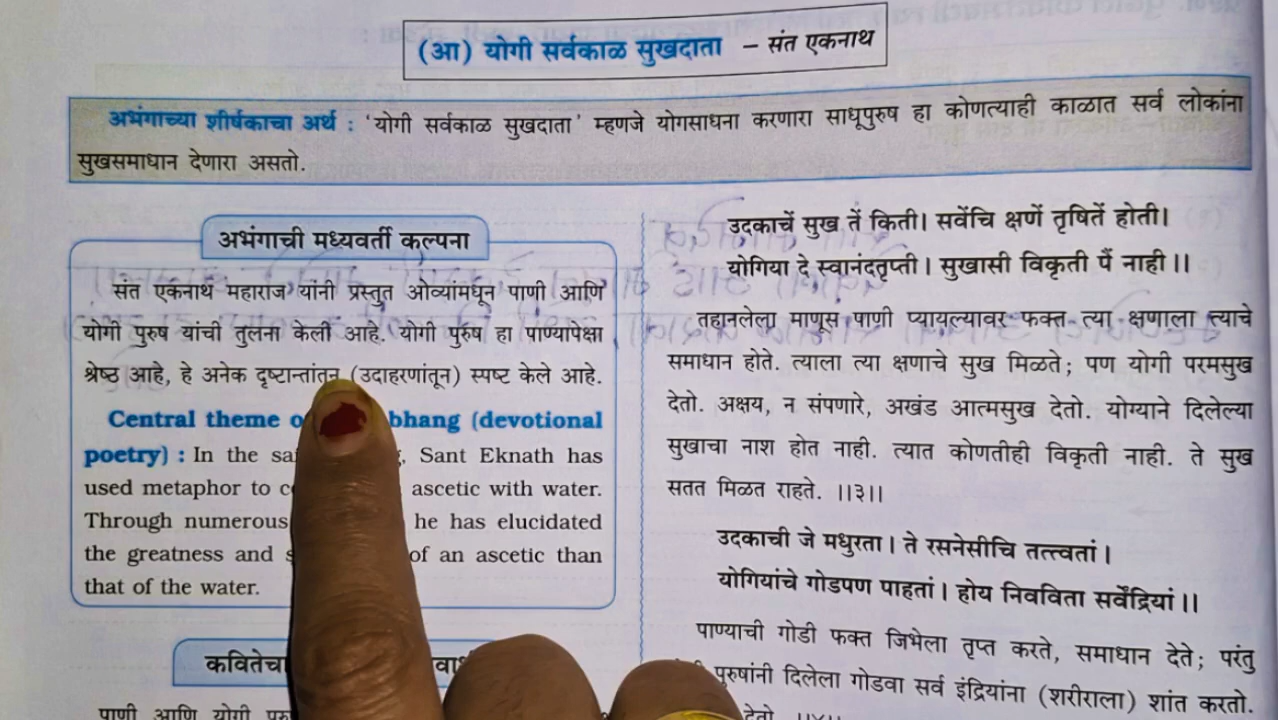 (आ) योगी सर्वकाळ सुखदाता – संत एकनाथ
अभंगाच्या शीर्षकाचा अर्थ : 'योगी सर्वकाळ सुखदाता' म्हणजे योगसाधना करणारा साधूपुरुष हा कोणत्याही काळात सर्व लोकांना
सुखसमाधान देणारा असतो.
अभंगाची मध्यवर्ती कल्पना
संत एकनाथ महाराज यांनी प्रस्तुत ओव्यांमधून पाणी आणि
योगी पुरुष यांची तुलना केली आहे. योगी पुरुष हा पाण्यापेक्षा
श्रेष्ठ आहे, हे अनेक दृष्टान्तांतून (उदाहरणांतून) स्पष्ट केले आहे.
Central theme bhang (devotional
poetry) : In the Sant Eknath has
used metaphor to ascetic with water.
Through numerous he has elucidated
the greatness and of an ascetic than
that of the water.
पाणी आणि योगी
उदकाचें सुख तें किती। सवेंचि क्षणें तृषितें होती।
योगिया दे स्वानंदतृप्ती। सुखासी विकृती पैं नाही।।
तहानलेला माणूस पाणी प्यायल्यावर फक्त त्या क्षणाला त्याचे
समाधान होते. त्याला त्या क्षणाचे सुख मिळते; पण योगी परमसुख
देतो. अक्षय, न संपणारे, अखंड आत्मसुख देतो. योग्याने दिलेल्या
सुखाचा नाश होत नाही. त्यात कोणतीही विकृती नाही. ते सुख
सतत मिळत राहते. ।।३।।
उदकाची जे मधुरता। ते रसनेसीचि तत्त्वतां।
योगियांचे गोडपण पाहतां। होय निवविता सर्वेंद्रियां।।
पाण्याची गोडी फक्त जिभेला तृप्त करते, समाधान देते; परंतु
पुरुषांनी दिलेला गोडवा सर्व इंद्रियांना (शरीराला) शांत करतो.